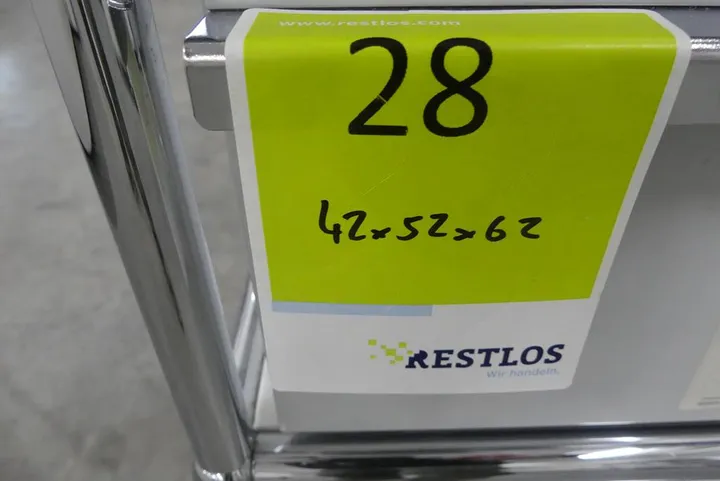 www.restlos.com
28
42x52x62
RESTLOS
Wir handeln.